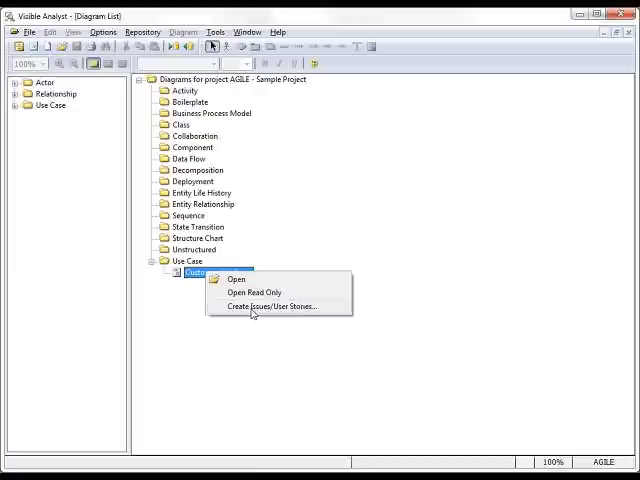 Visible Analyst - [Diagram List]
File Edit View Options Repository Diagram Tools Window Help
100%
Actor
Relationship
Use Case
Diagrams for project AGILE - Sample Project
Activity
Boilerplate
Business Process Model
Class
Collaboration
Component
Data Flow
Decomposition
Deployment
Entity Life History
Entity Relationship
Sequence
State Transition
Structure Chart
Unstructured
Use Case
Open
Open Read Only
Create Issues/User Stories...
100% AGILE